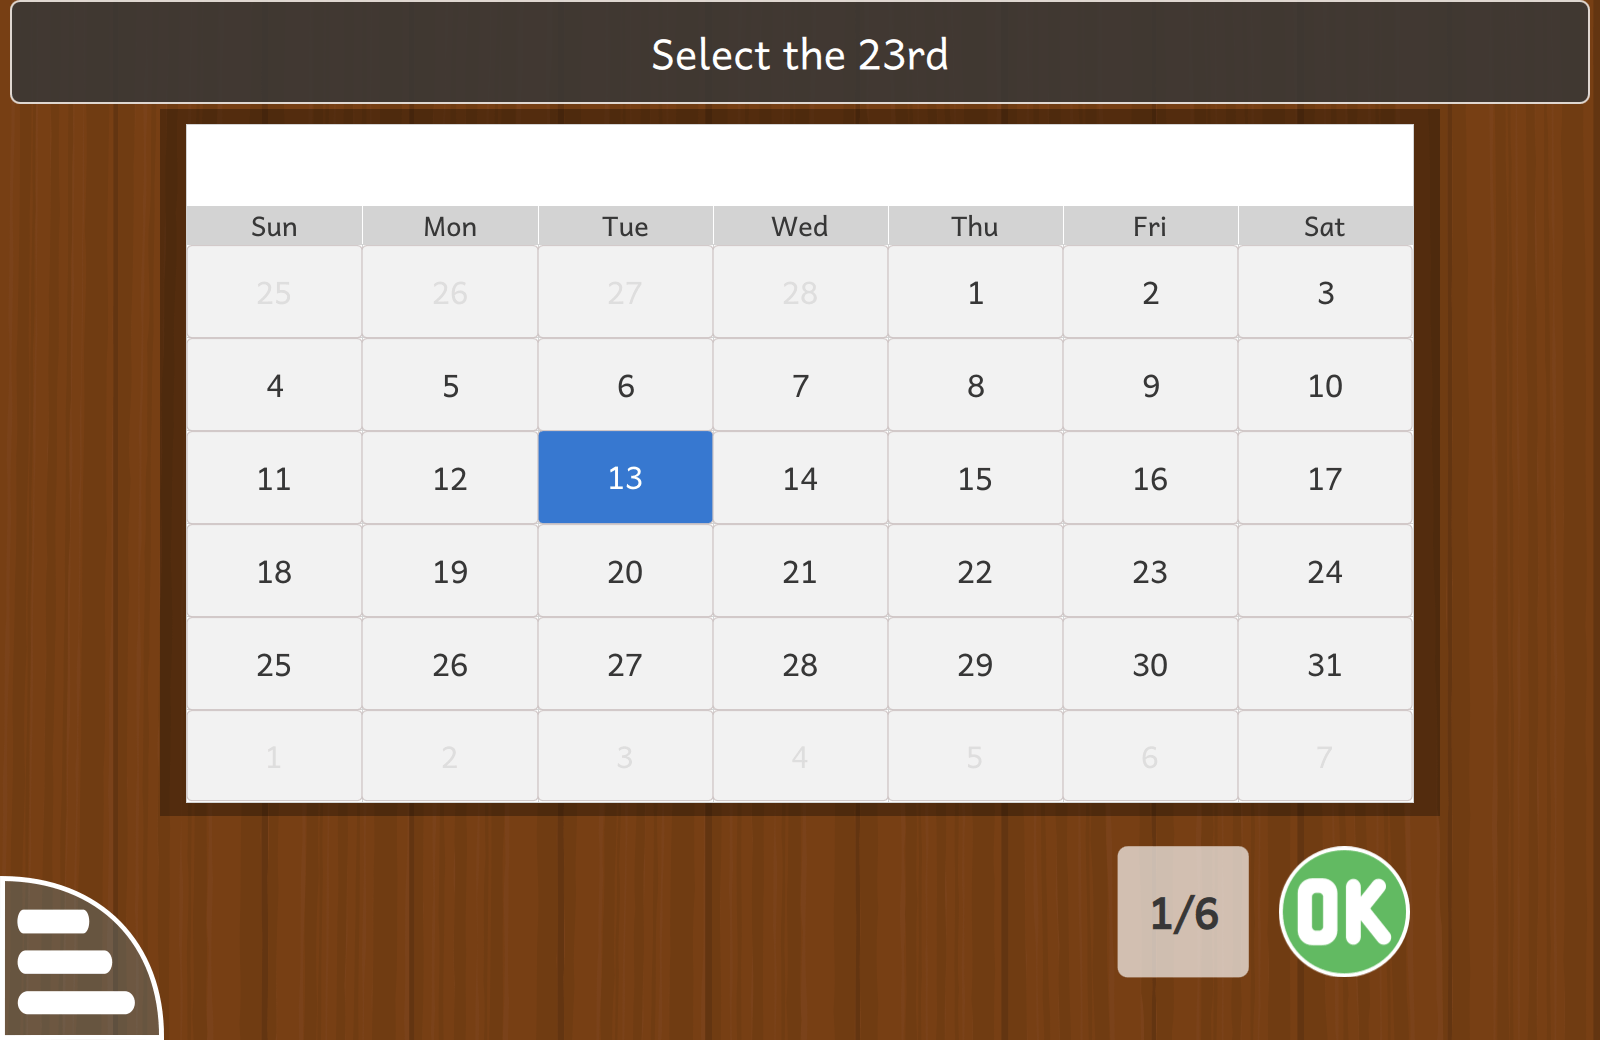 Select the 23rd
Sun Mon Tue Wed Thu Fri Sat
25 26 27 28 1 2 3
4 5 6 7 8 9 10
11 12 13 14 15 16 17
18 19 20 21 22 23 24
25 26 27 28 29 30 31
1 2 3 4 5 6 7
1/6 OK